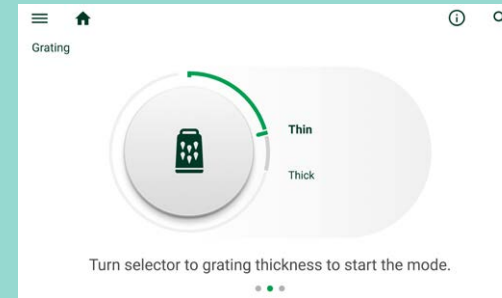 Grating
Thin
Thick
Turn selector to grating thickness to start the mode.